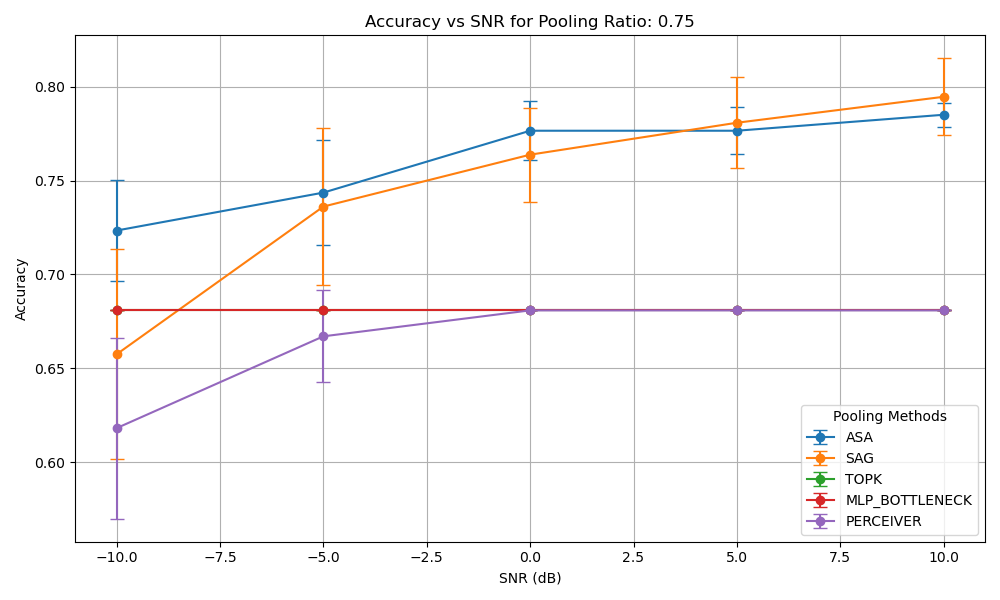 Accuracy vs SNR for Pooling Ratio: 0.75
Accuracy
0.80
0.75
0.70
0.65
0.60
−10.0 −7.5 −5.0 −2.5 0.0 2.5 5.0 7.5 10.0
SNR (dB)
Pooling Methods
ASA
SAG
TOPK
MLP_BOTTLENECK
PERCEIVER